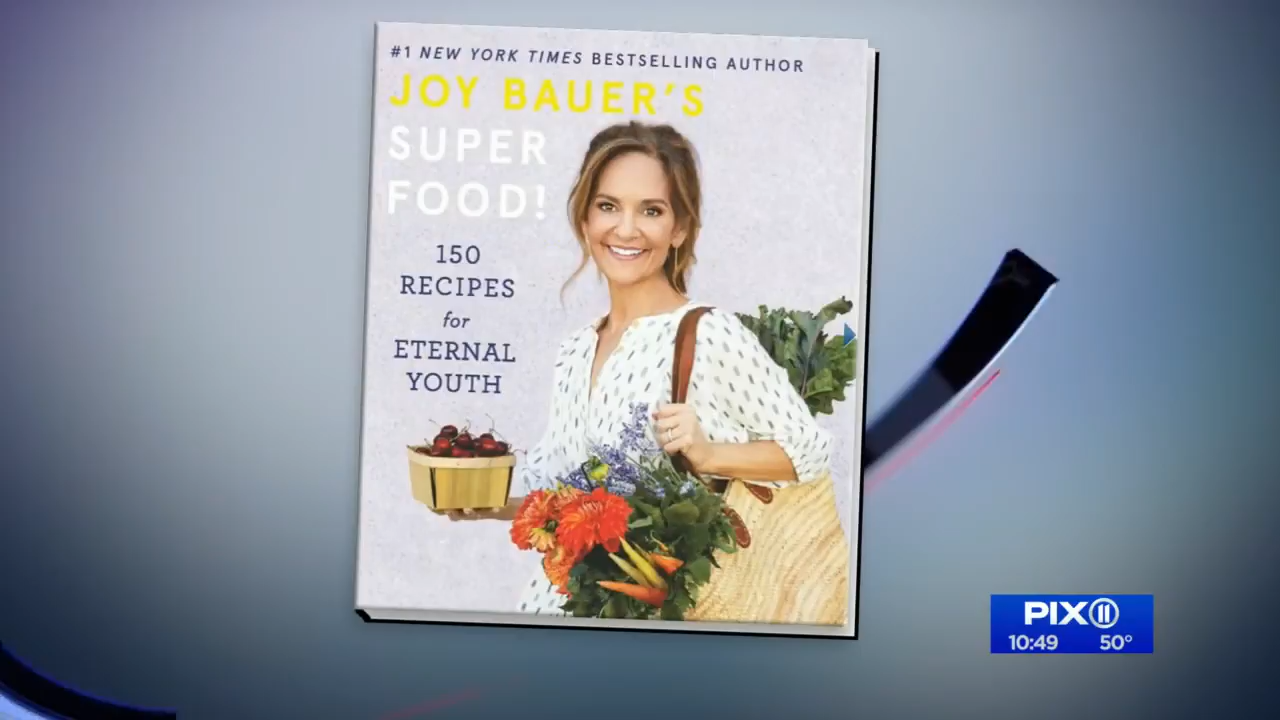 #1 NEW YORK TIMES BESTSELLING AUTHOR
JOY BAUER'S
SUPER
FOOD!
150
RECIPES
for
ETERNAL
YOUTH
PIX11
10:49 50°